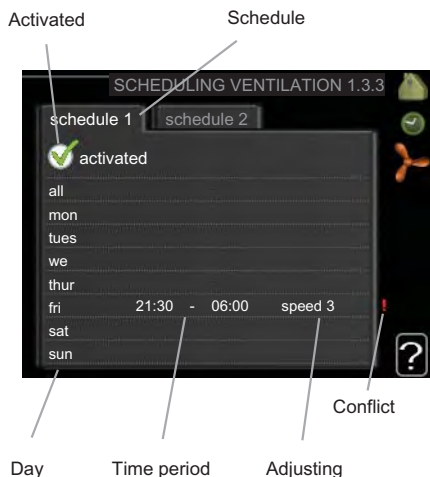 Activated
Schedule
SCHEDULING VENTILATION 1.3.3
schedule 1
schedule 2
activated
all
mon
tues
we
thur
fri 21:30 - 06:00 speed 3 !
sat
sun
?
Conflict
Day
Time period
Adjusting